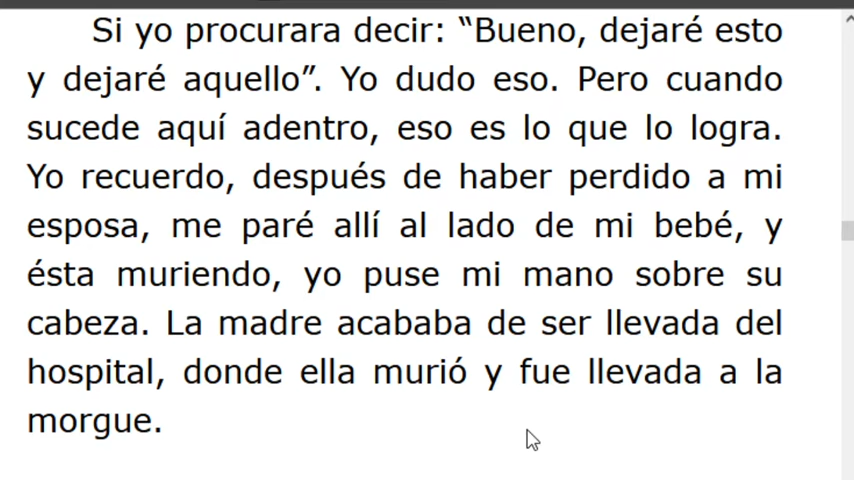 Si yo procurara decir: “Bueno, dejaré esto
y dejaré aquello”. Yo dudo eso. Pero cuando
sucede aquí adentro, eso es lo que lo logra.
Yo recuerdo, después de haber perdido a mi
esposa, me paré allí al lado de mi bebé, y
ésta muriendo, yo puse mi mano sobre su
cabeza. La madre acababa de ser llevada del
hospital, donde ella murió y fue llevada a la
morgue.